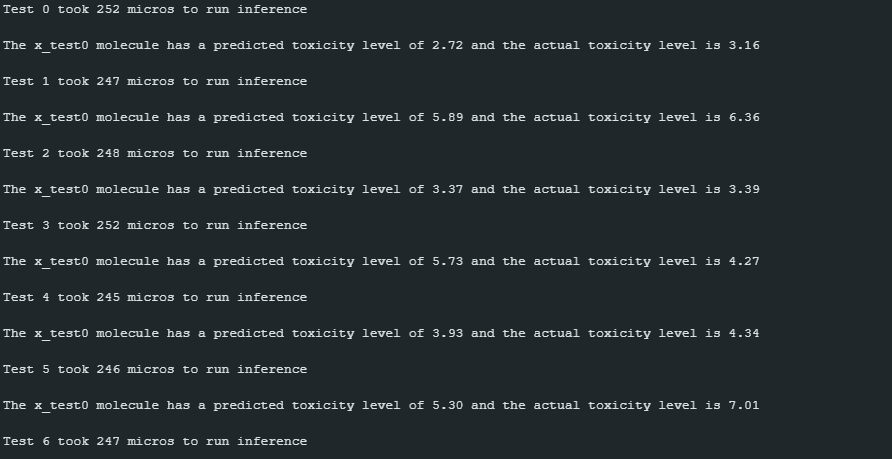 Test 0 took 252 micros to run inference
The x_test0 molecule has a predicted toxicity level of 2.72 and the actual toxicity level is 3.16
Test 1 took 247 micros to run inference
The x_test0 molecule has a predicted toxicity level of 5.89 and the actual toxicity level is 6.36
Test 2 took 248 micros to run inference
The x_test0 molecule has a predicted toxicity level of 3.37 and the actual toxicity level is 3.39
Test 3 took 252 micros to run inference
The x_test0 molecule has a predicted toxicity level of 5.73 and the actual toxicity level is 4.27
Test 4 took 245 micros to run inference
The x_test0 molecule has a predicted toxicity level of 3.93 and the actual toxicity level is 4.34
Test 5 took 246 micros to run inference
The x_test0 molecule has a predicted toxicity level of 5.30 and the actual toxicity level is 7.01
Test 6 took 247 micros to run inference